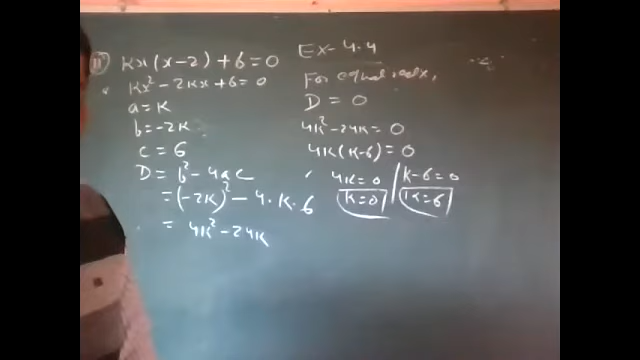 (ii) Kx(x-2)+6=0
Kx²-2Kx+6=0
a=K
b=-2K
c=6
D=b²-4ac
=(-2K)²-4·K·6
=4K²-24K
Ex-4.4
For equal
D=0
4K²-24K=0
4K(K-6)=0
4K=0 / K-6=0
K=0 / K=6